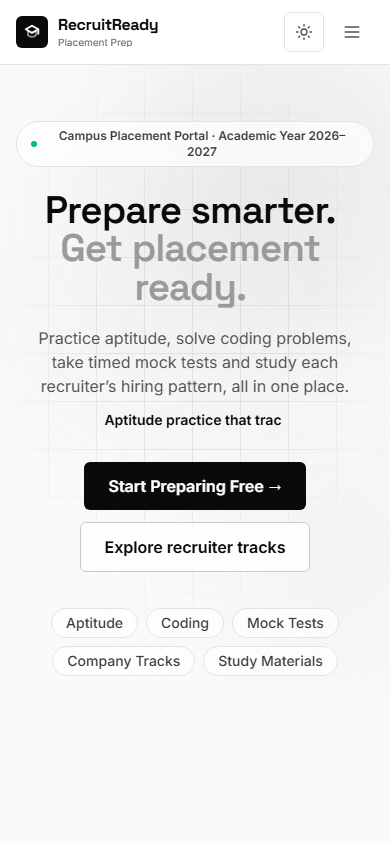 RecruitReady
Placement Prep
Campus Placement Portal · Academic Year 2026–
2027
Prepare smarter.
Get placement
ready.
Practice aptitude, solve coding problems,
take timed mock tests and study each
recruiter’s hiring pattern, all in one place.
Aptitude practice that trac
Start Preparing Free →
Explore recruiter tracks
Aptitude
Coding
Mock Tests
Company Tracks
Study Materials